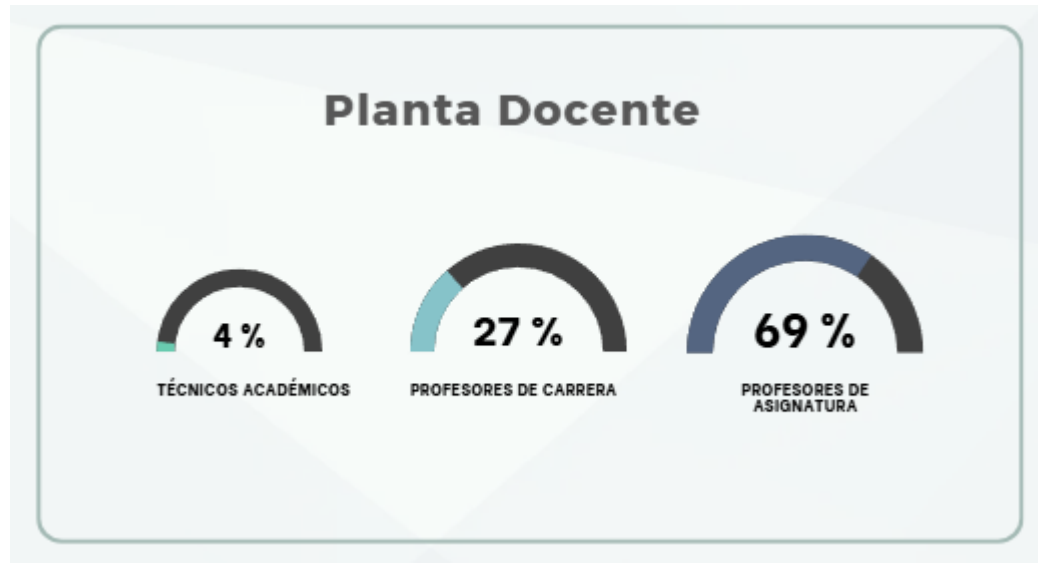 Planta Docente
4 %
27 %
69 %
TÉCNICOS ACADÉMICOS
PROFESORES DE CARRERA
PROFESORES DE
ASIGNATURA